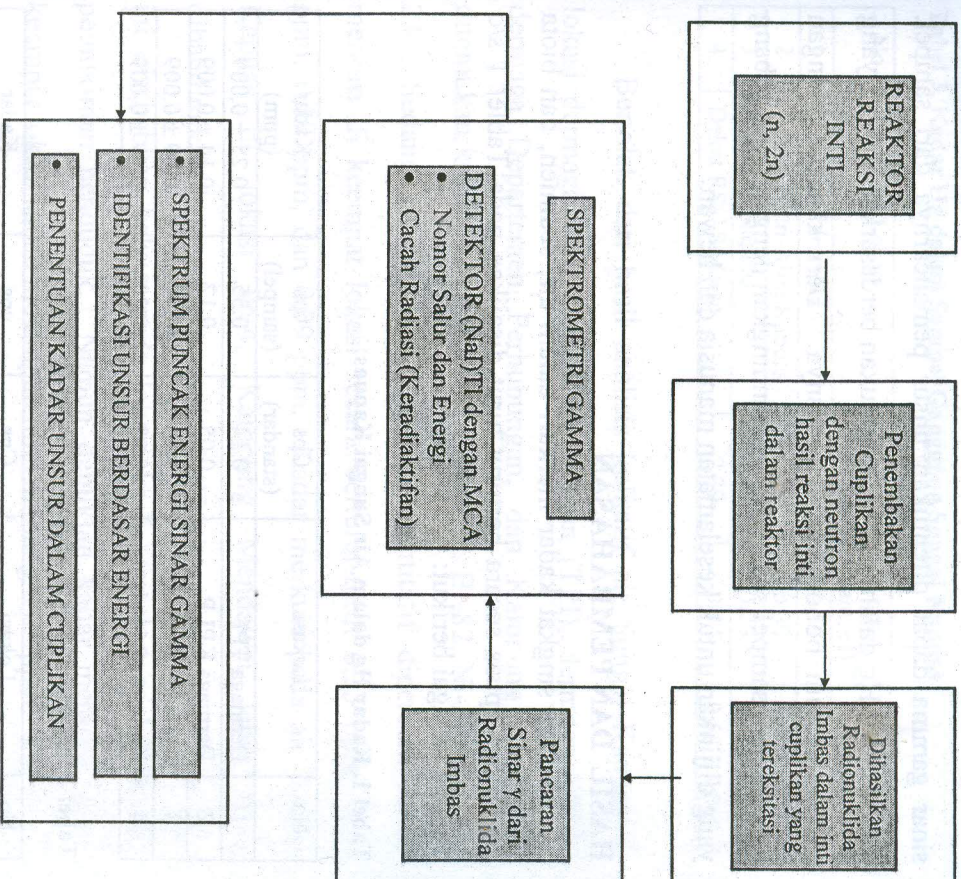 REAKTOR
REAKSI
INTI
(n, 2n)
Penembakan
Cuplikan
dengan neutron
hasil reaksi inti
dalam reaktor
Dihasilkan
Radionuklida
Imbas dalam inti
cuplikan yang
tereksitasi
Pancaran
Sinar γ dari
Radionuklida
Imbas
SPEKTROMETRI GAMMA
DETEKTOR (NaI)Tl dengan MCA
• Nomor Salur dan Energi
• Cacah Radiasi (Keradiaktifan)
• SPEKTRUM PUNCAK ENERGI SINAR GAMMA
• IDENTIFIKASI UNSUR BERDASAR ENERGI
• PENENTUAN KADAR UNSUR DALAM CUPLIKAN